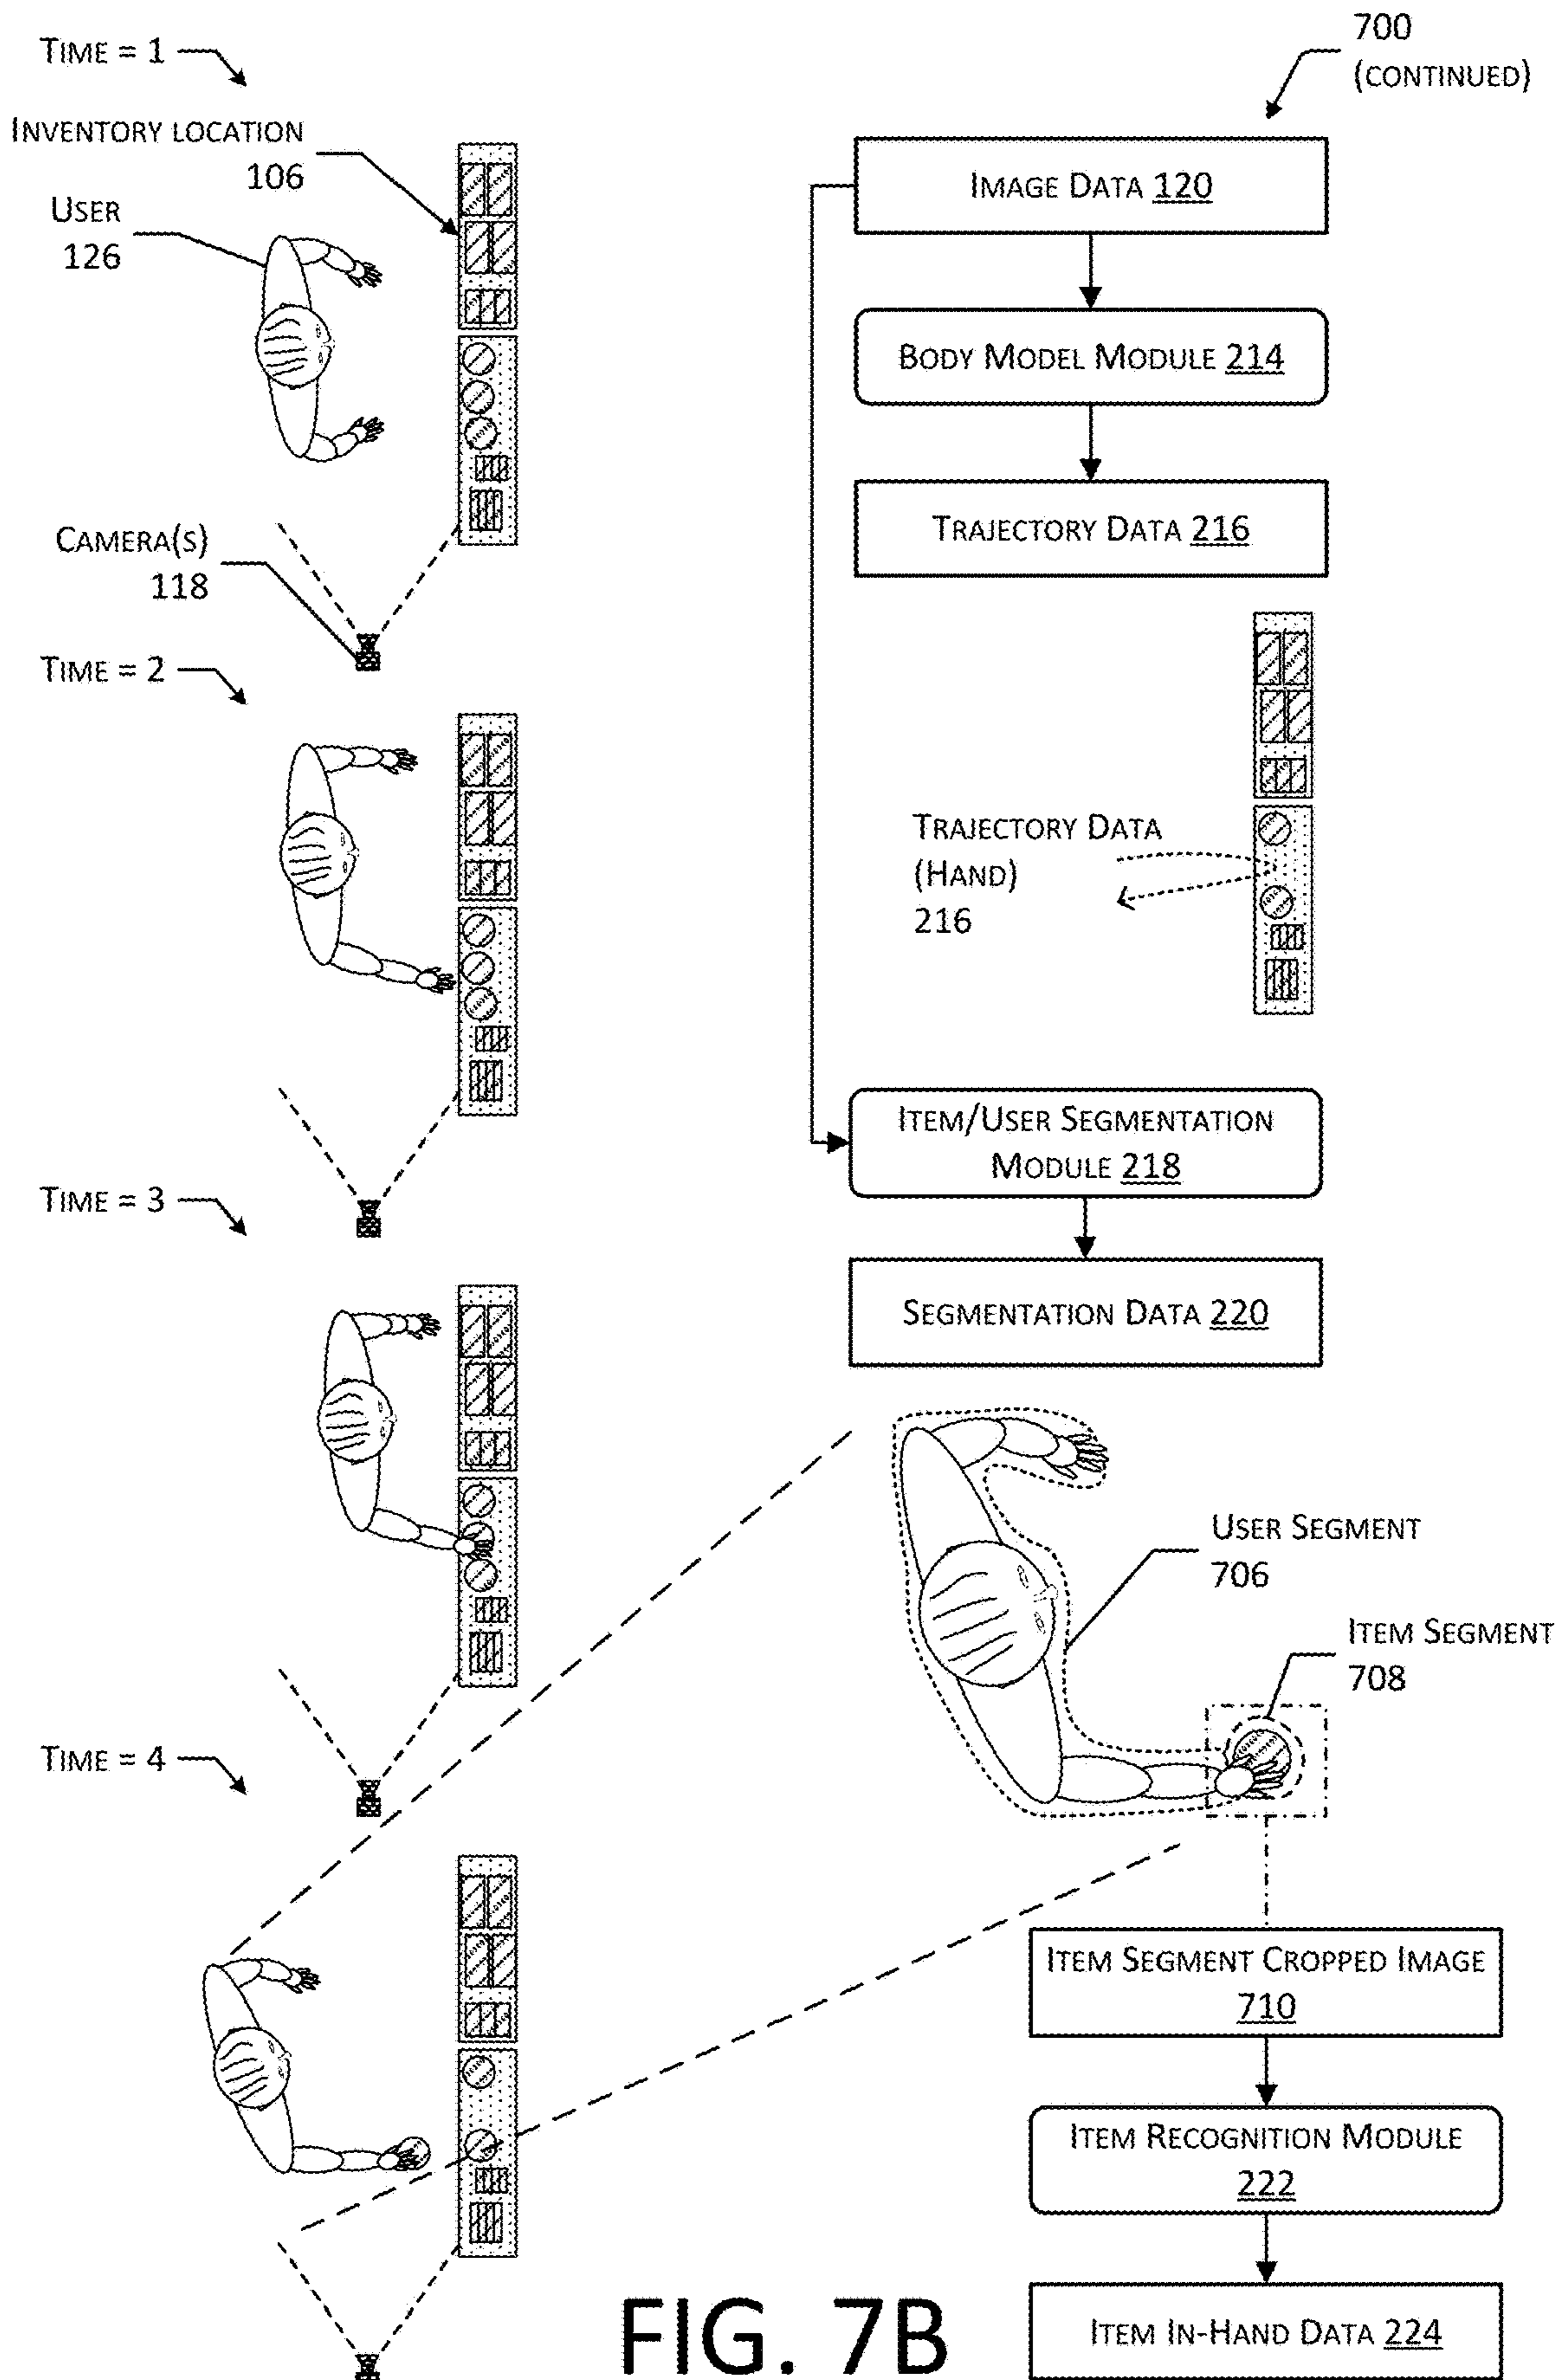 TIME = 1
INVENTORY LOCATION
106
USER
126
CAMERA(S)
118
TIME = 2
TIME = 3
TIME = 4
700
(CONTINUED)
IMAGE DATA 120
BODY MODEL MODULE 214
TRAJECTORY DATA 216
TRAJECTORY DATA
(HAND)
216
ITEM/USER SEGMENTATION
MODULE 218
SEGMENTATION DATA 220
USER SEGMENT
706
ITEM SEGMENT
708
ITEM SEGMENT CROPPED IMAGE
710
ITEM RECOGNITION MODULE
222
ITEM IN-HAND DATA 224
FIG. 7B